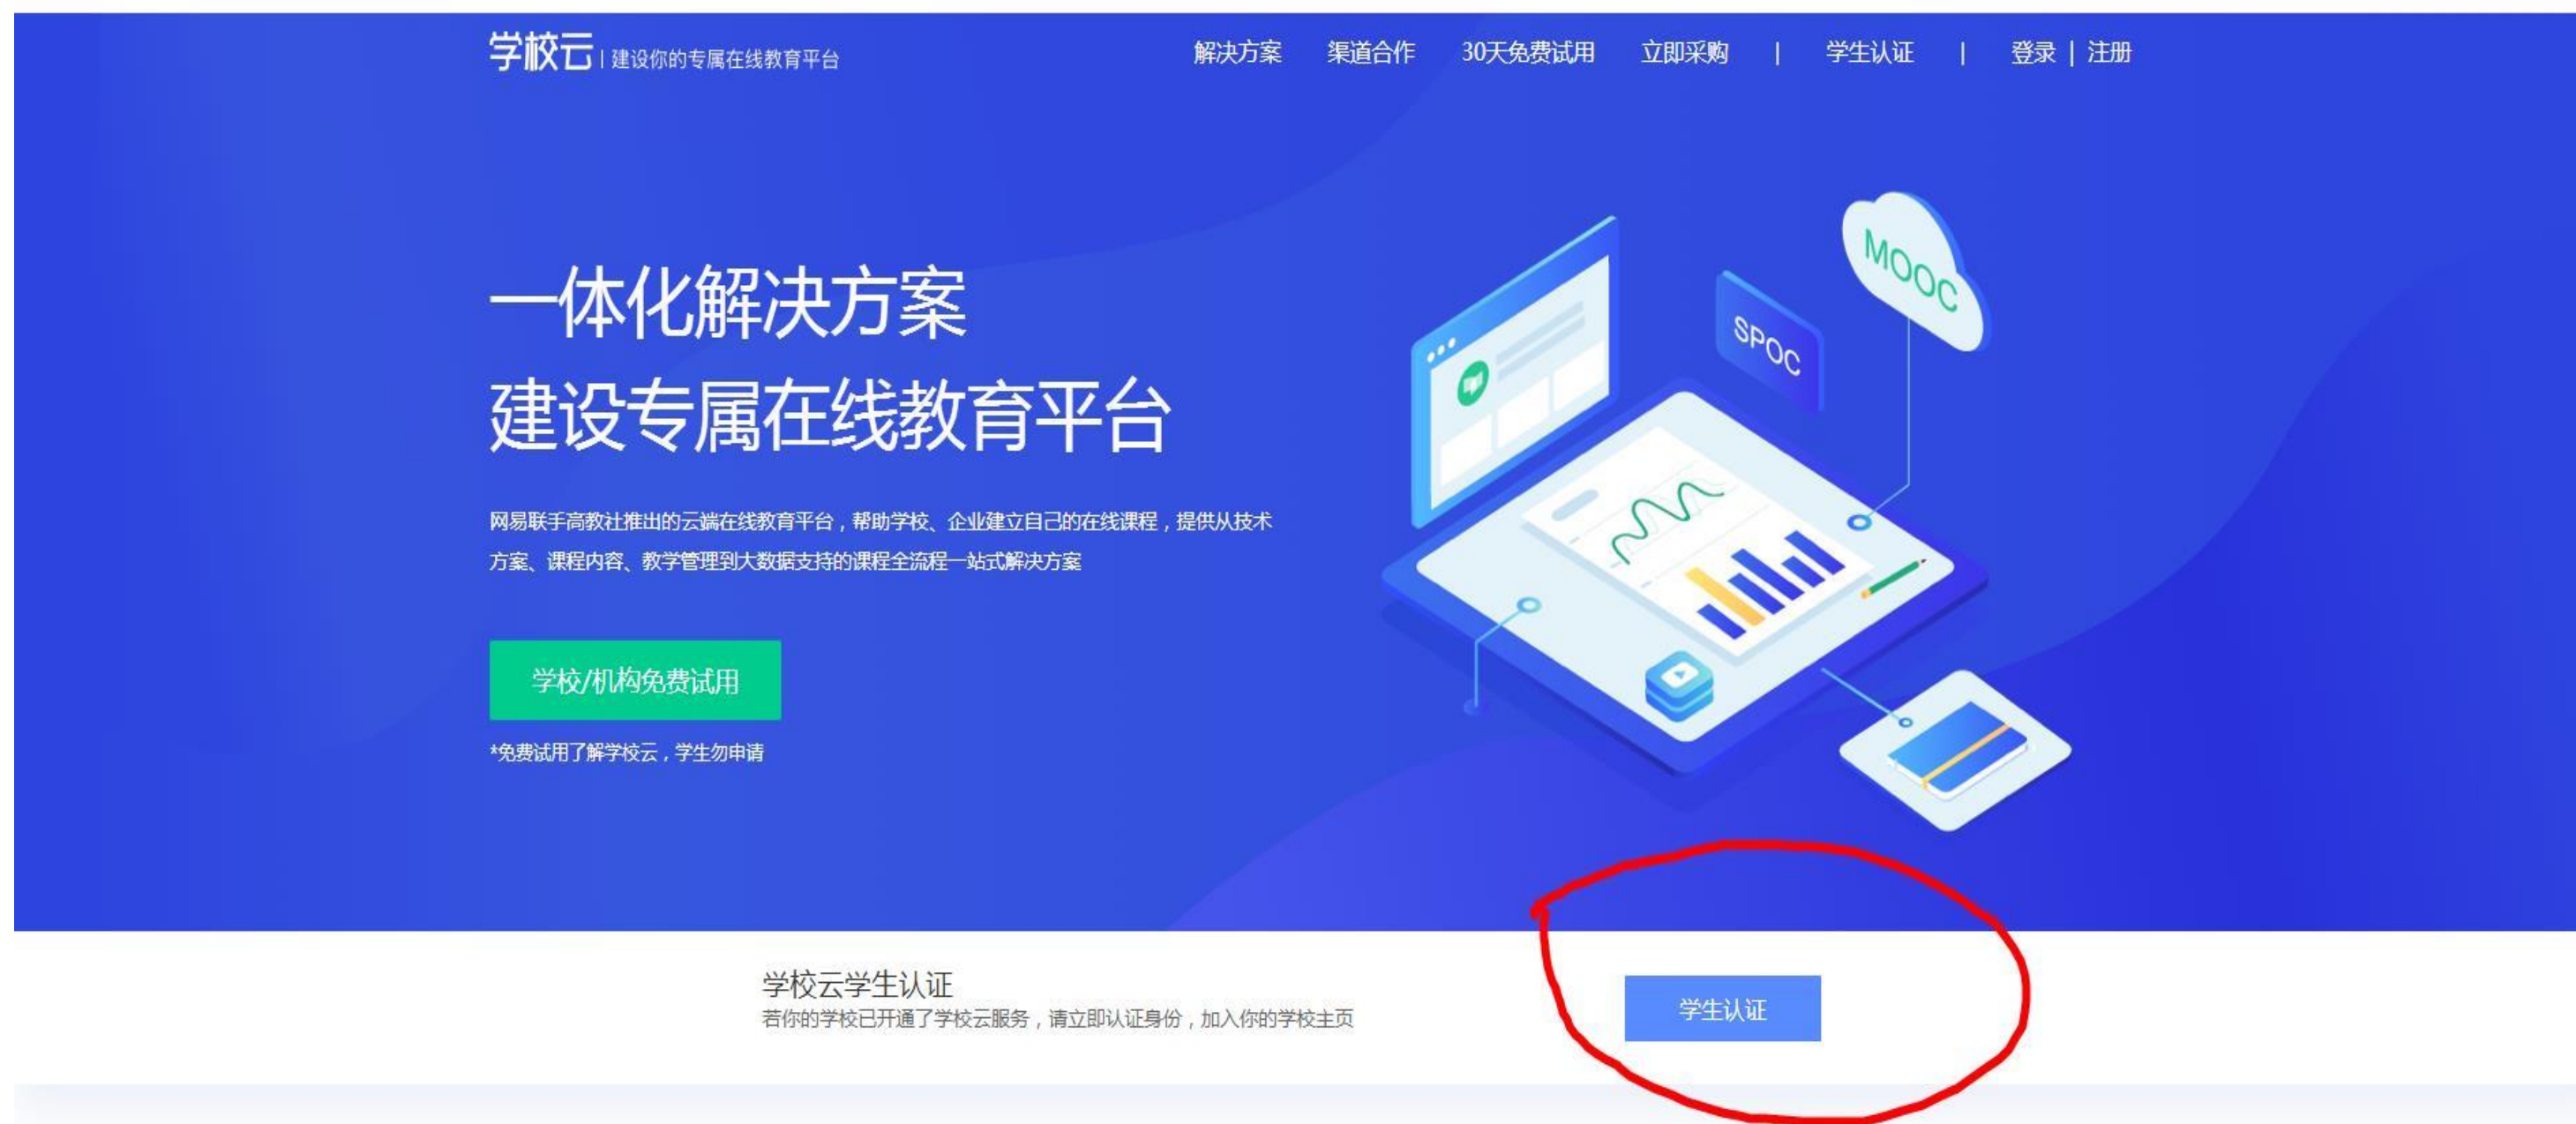 学校云 | 建设你的专属在线教育平台
解决方案 渠道合作 30天免费试用 立即采购 | 学生认证 | 登录 | 注册
一体化解决方案
建设专属在线教育平台
网易联手高教社推出的云端在线教育平台，帮助学校、企业建立自己的在线课程，提供从技术
方案、课程内容、教学管理到大数据支持的课程全流程一站式解决方案
学校/机构免费试用
*免费试用了解学校云，学生勿申请
MOOC
SPOC
学校云学生认证
若你的学校已开通了学校云服务，请立即认证身份，加入你的学校主页
学生认证